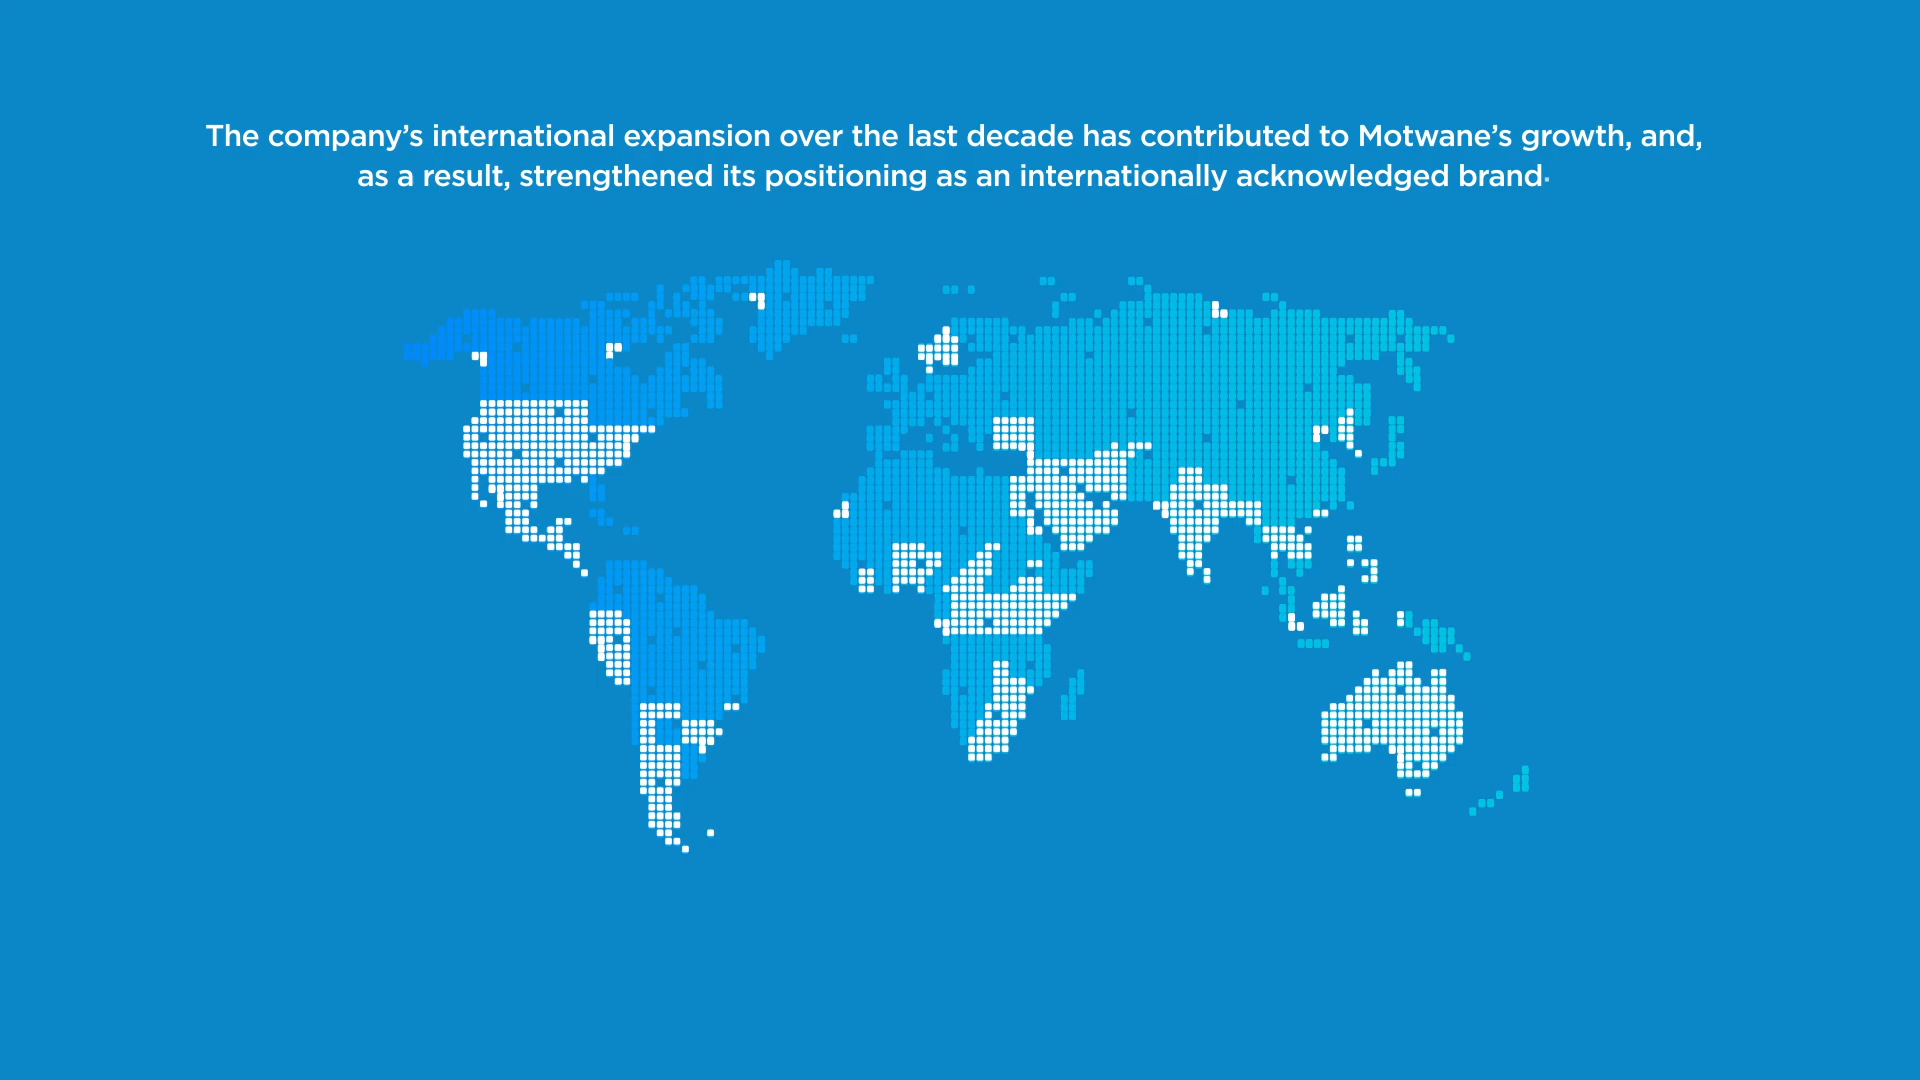 The company’s international expansion over the last decade has contributed to Motwane’s growth, and,
as a result, strengthened its positioning as an internationally acknowledged brand.